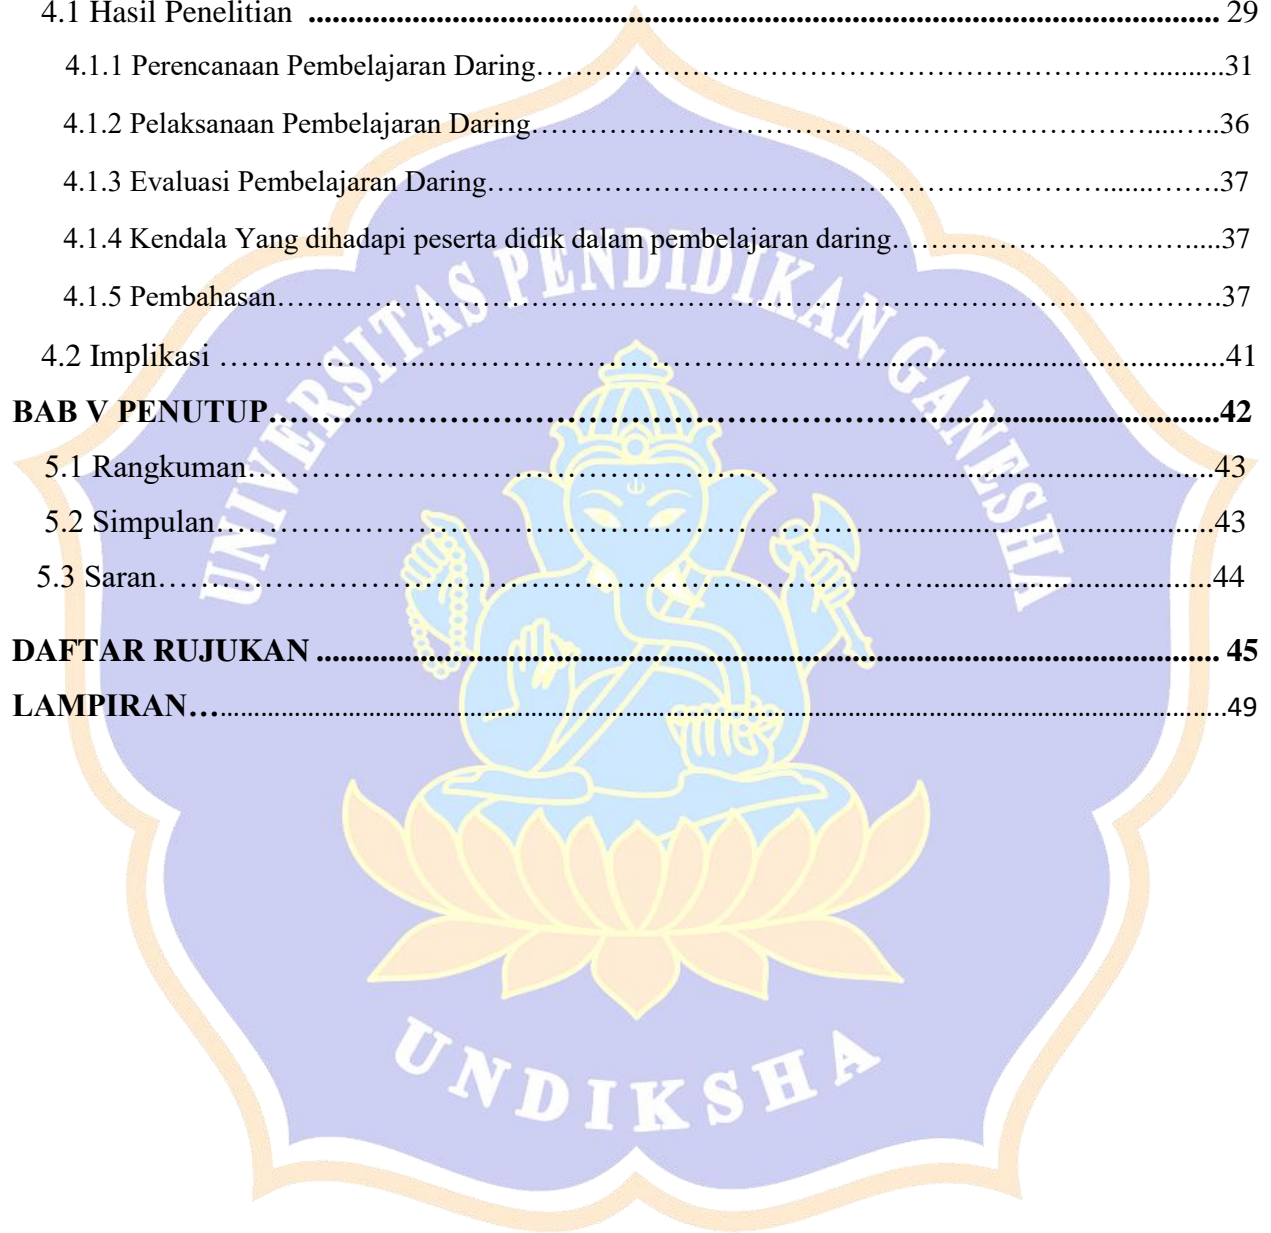 4.1 Hasil Penelitian ........................................................................................................ 29
4.1.1 Perencanaan Pembelajaran Daring……………………………………………………………..........31
4.1.2 Pelaksanaan Pembelajaran Daring……………………………………………………………...…..36
4.1.3 Evaluasi Pembelajaran Daring………………………………………………………………......…….37
4.1.4 Kendala Yang dihadapi peserta didik dalam pembelajaran daring…………………………….....37
4.1.5 Pembahasan……………………………………………………………………………………….37
4.2 Implikasi ……………………………………………………………..........................................41
BAB V PENUTUP…………………………………………………………...........................42
5.1 Rangkuman……………………………………………………...........................................43
5.2 Simpulan………………………………………………………….....................................43
5.3 Saran………………………………………………………………..................................44
DAFTAR RUJUKAN .................................................................................................. 45
LAMPIRAN…...............................................................................................................49
UNIVERSITAS PENDIDIKAN GANESHA
UNDIKSHA